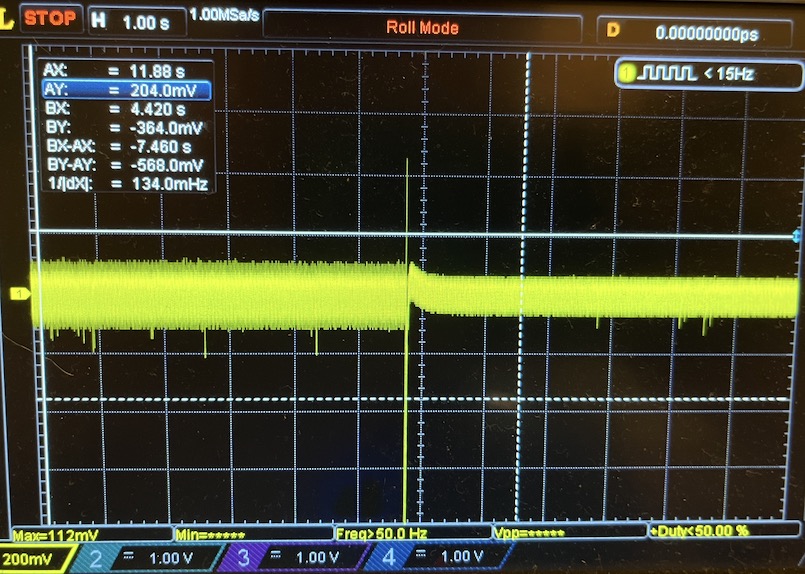 L STOP H 1.00 s 1.00MSa/s Roll Mode D 0.00000000ps
AX: = 11.88 s
AY: = 204.0mV
BX: = 4.420 s
BY: = -364.0mV
BX-AX: = -7.460 s
BY-AY: = -568.0mV
1/|dX|: = 134.0mHz
1 < 15Hz
1
Max=112mV Min=***** Freq>50.0 Hz Vpp=***** +Duty<50.00 %
200mV 2 = 1.00 V 3 = 1.00 V 4 = 1.00 V